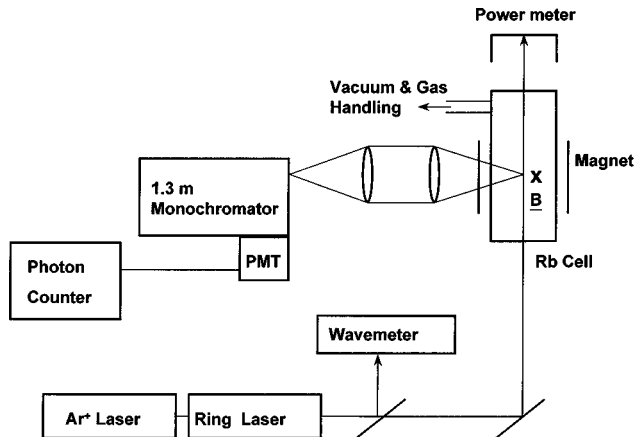 Power meter
Vacuum & Gas
Handling
Magnet
1.3 m
Monochromator
X
B
PMT
Rb Cell
Photon
Counter
Wavemeter
Ar⁺ Laser
Ring Laser